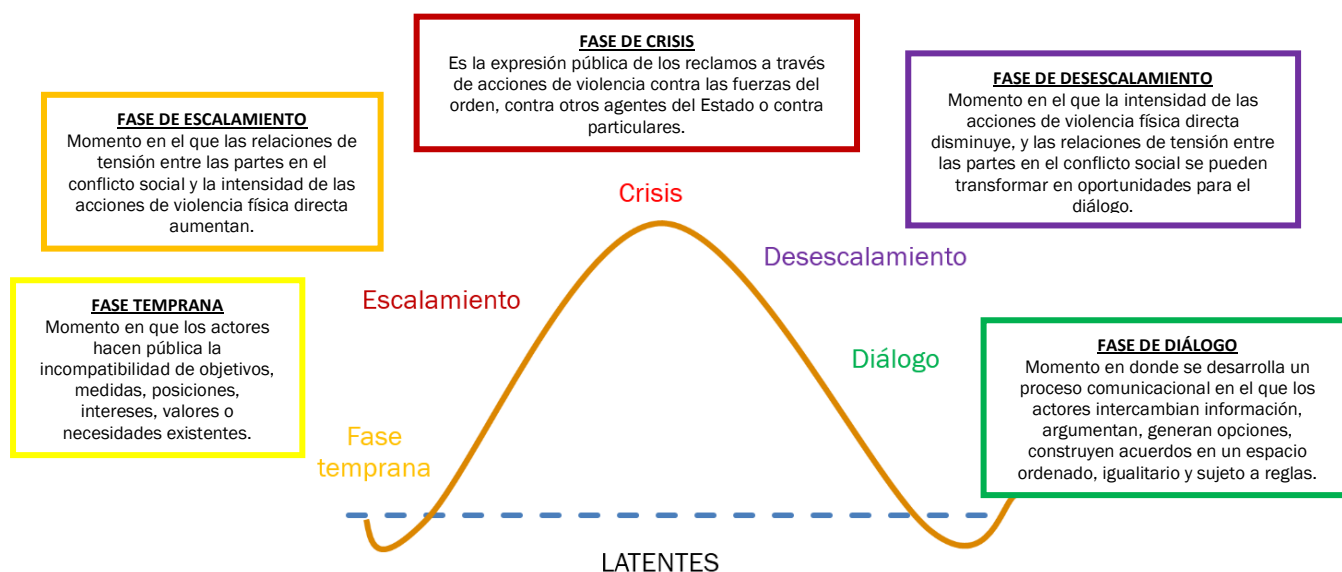 FASE DE CRISIS
Es la expresión pública de los reclamos a través
de acciones de violencia contra las fuerzas del
orden, contra otros agentes del Estado o contra
particulares.
FASE DE DESESCALAMIENTO
Momento en el que la intensidad de las
acciones de violencia física directa
disminuye, y las relaciones de tensión entre
las partes en el conflicto social se pueden
transformar en oportunidades para el
diálogo.
FASE DE ESCALAMIENTO
Momento en el que las relaciones de
tensión entre las partes en el
conflicto social y la intensidad de las
acciones de violencia física directa
aumentan.
Crisis
Desescalamiento
Escalamiento
FASE TEMPRANA
Momento en que los actores
hacen pública la
incompatibilidad de objetivos,
medidas, posiciones,
intereses, valores o
necesidades existentes.
Diálogo
FASE DE DIÁLOGO
Momento en donde se desarrolla un
proceso comunicacional en el que los
actores intercambian información,
argumentan, generan opciones,
construyen acuerdos en un espacio
ordenado, igualitario y sujeto a reglas.
Fase
temprana
LATENTES